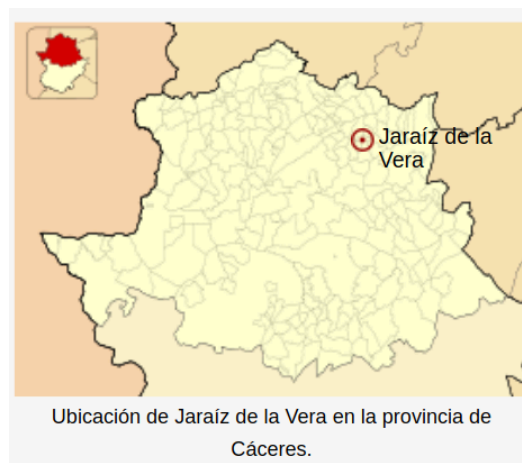 Jaraíz de la
Vera
Ubicación de Jaraíz de la Vera en la provincia de
Cáceres.